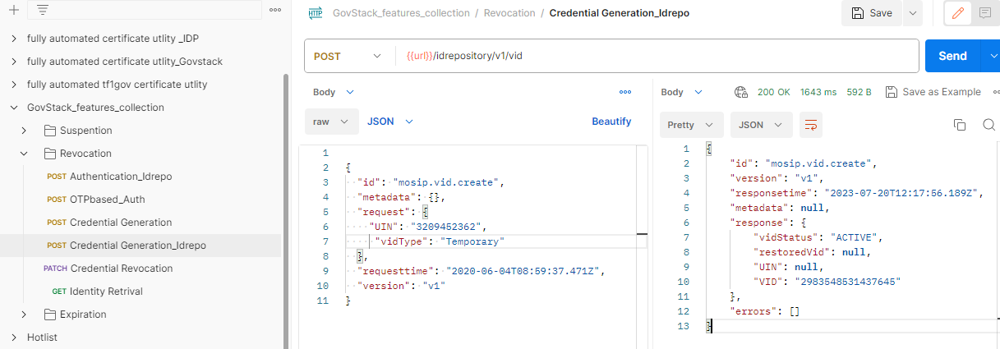 fully automated certificate utlity _IDP
fully automated certificate utlity_Govstack
fully automated tf1gov certificate utlity
GovStack_features_collection
Suspention
Revocation
POST Authentication_Idrepo
POST OTPbased_Auth
POST Credential Generation
POST Credential Generation_Idrepo
PATCH Credential Revocation
GET Identity Retrival
Expiration
Hotlist
HTTP GovStack_features_collection / Revocation / Credential Generation_Idrepo
Save
POST {{url}}/idrepository/v1/vid
Send
Body
raw JSON Beautify
1
2 {
3 "id": "mosip.vid.create",
4 "metadata": {},
5 "request": {
6 "UIN": "3209452362",
7 "vidType": "Temporary"
8 },
9 "requesttime": "2020-06-04T08:59:37.471Z",
10 "version": "v1"
11 }
Body 200 OK 1643 ms 592 B Save as Example
Pretty JSON
1 {
2 "id": "mosip.vid.create",
3 "version": "v1",
4 "responsetime": "2023-07-20T12:17:56.189Z",
5 "metadata": null,
6 "response": {
7 "vidStatus": "ACTIVE",
8 "restoredVid": null,
9 "UIN": null,
10 "VID": "2983548531437645"
11 },
12 "errors": []
13 }